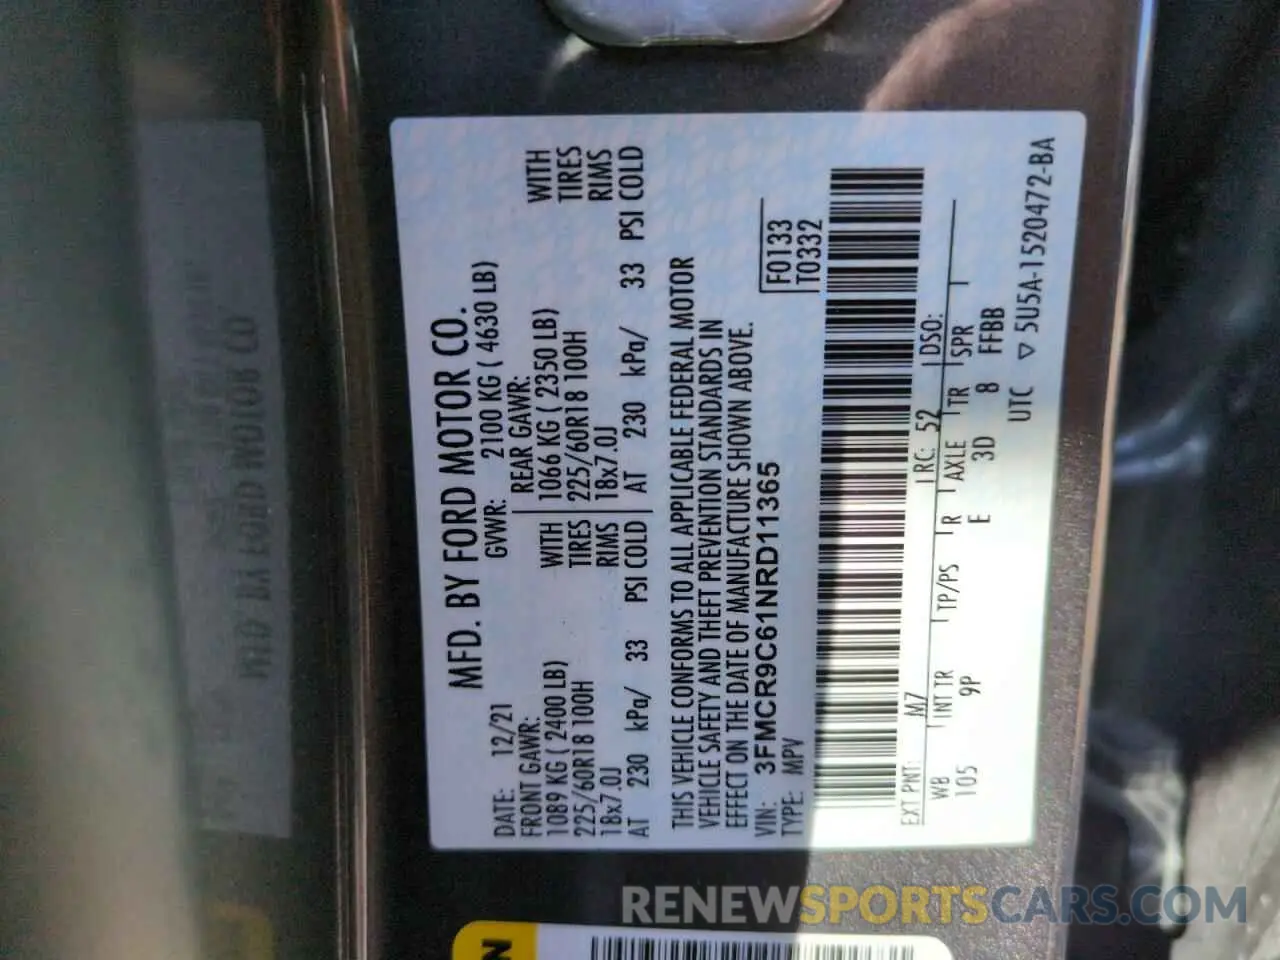 MFD. BY FORD MOTOR CO.
DATE: 12/21 GVWR: 2100 KG ( 4630 LB)
FRONT GAWR: REAR GAWR:
1089 KG ( 2400 LB) WITH 1066 KG ( 2350 LB) WITH
225/60R18 100H TIRES 225/60R18 100H TIRES
18x7.0J RIMS 18x7.0J RIMS
AT 230 kPa/ 33 PSI COLD AT 230 kPa/ 33 PSI COLD
THIS VEHICLE CONFORMS TO ALL APPLICABLE FEDERAL MOTOR
VEHICLE SAFETY AND THEFT PREVENTION STANDARDS IN
EFFECT ON THE DATE OF MANUFACTURE SHOWN ABOVE.
VIN: 3FMCR9C61NRD11365 F0133
TYPE: MPV T0332
EXT PNT: M7 RC: 52 DSO:
WB INT TR TP/PS R AXLE TR SPR
105 9P E 3D 8 FFBB
UTC ▽ 5U5A-1520472-BA
RENEWSPORTSCARS.COM